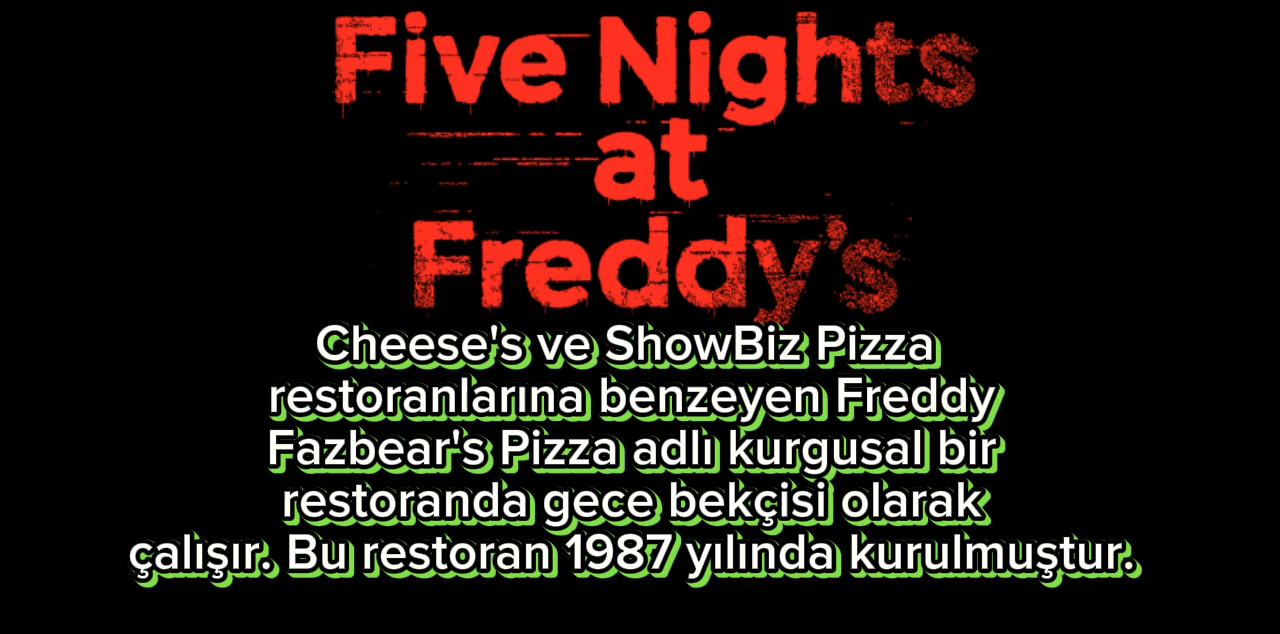 Five Nights
at
Freddy's
Cheese's ve ShowBiz Pizza
restoranlarına benzeyen Freddy
Fazbear's Pizza adlı kurgusal bir
restoranda gece bekçisi olarak
çalışır. Bu restoran 1987 yılında kurulmuştur.